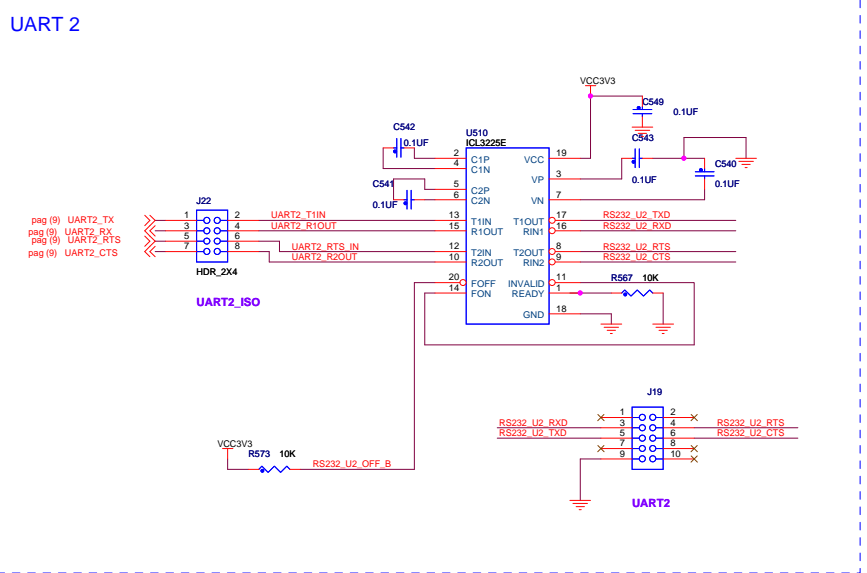 UART 2
VCC3V3
C549
0.1UF
C542
0.1UF
U510
ICL3225E
C543
0.1UF
C540
0.1UF
2 C1P VCC 19
4 C1N
VP 3
C541
0.1UF
5 C2P
6 C2N VN 7
J22
pag (9) UART2_TX 1 2 UART2_T1IN 13 T1IN T1OUT 17 RS232_U2_TXD
pag (9) UART2_RX 3 4 UART2_R1OUT 15 R1OUT RIN1 16 RS232_U2_RXD
pag (9) UART2_RTS 5 6 UART2_RTS_IN 12 T2IN T2OUT 8 RS232_U2_RTS
pag (9) UART2_CTS 7 8 UART2_R2OUT 10 R2OUT RIN2 9 RS232_U2_CTS
HDR_2X4
UART2_ISO
20 FOFF INVALID 11
14 FON READY 1
R567 10K
GND 18
J19
1 2
RS232_U2_RXD 3 4 RS232_U2_RTS
RS232_U2_TXD 5 6 RS232_U2_CTS
7 8
9 10
UART2
VCC3V3
R573 10K
RS232_U2_OFF_B